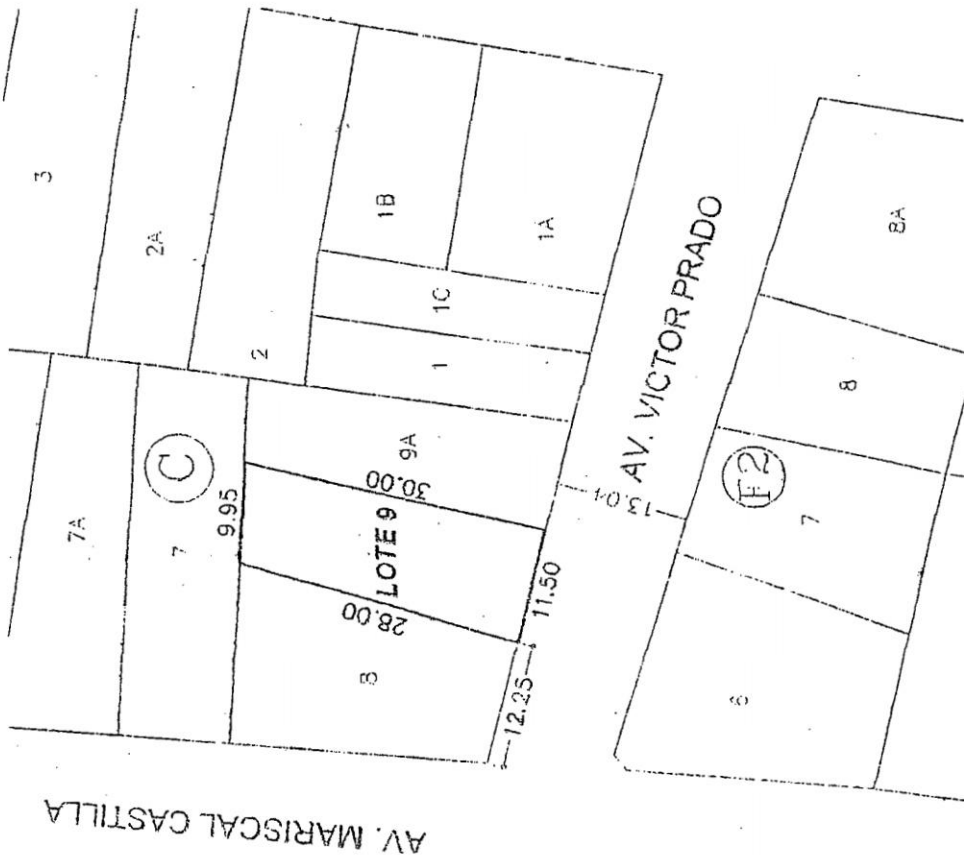 3
2A
2
1B
1A
1C
1
7A
7
C
9A
9.95
30.00
LOTE 9
28.00
11.50
12.25
AV. VICTOR PRADO
13.04
8A
8
F2
7
6
AV. MARISCAL CASTILLA